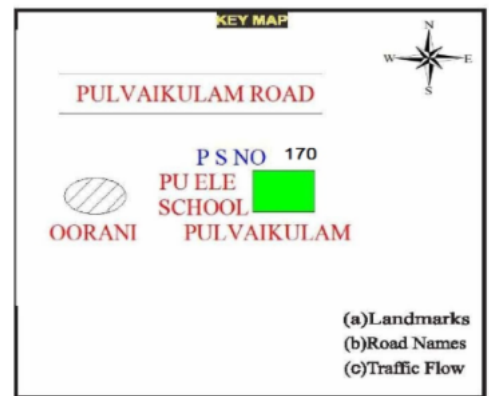 KEY MAP
N
W E
S
PULVAIKULAM ROAD
P S NO 170
PU ELE
SCHOOL
OORANI PULVAIKULAM
(a)Landmarks
(b)Road Names
(c)Traffic Flow